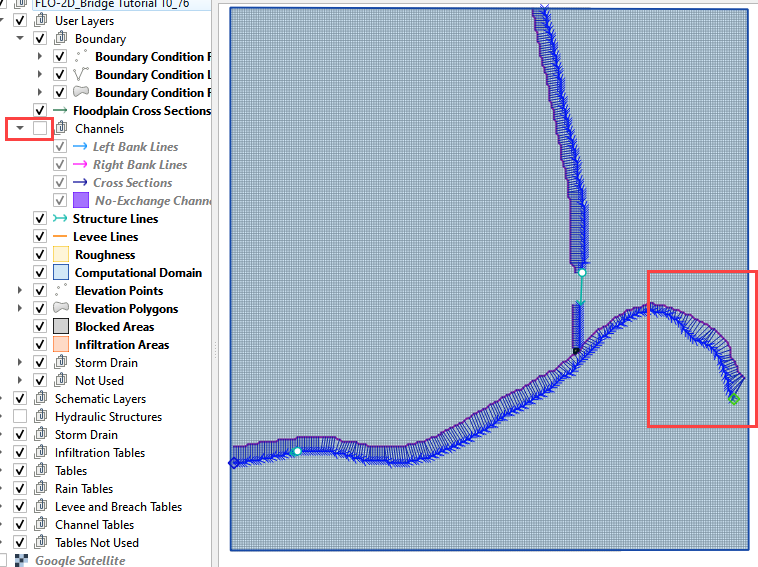 FLO-2D_Bridge Tutorial 10_76
User Layers
Boundary
Boundary Condition P
Boundary Condition L
Boundary Condition P
Floodplain Cross Sections
Channels
Left Bank Lines
Right Bank Lines
Cross Sections
No-Exchange Chann
Structure Lines
Levee Lines
Roughness
Computational Domain
Elevation Points
Elevation Polygons
Blocked Areas
Infiltration Areas
Storm Drain
Not Used
Schematic Layers
Hydraulic Structures
Storm Drain
Infiltration Tables
Tables
Rain Tables
Levee and Breach Tables
Channel Tables
Tables Not Used
Google Satellite